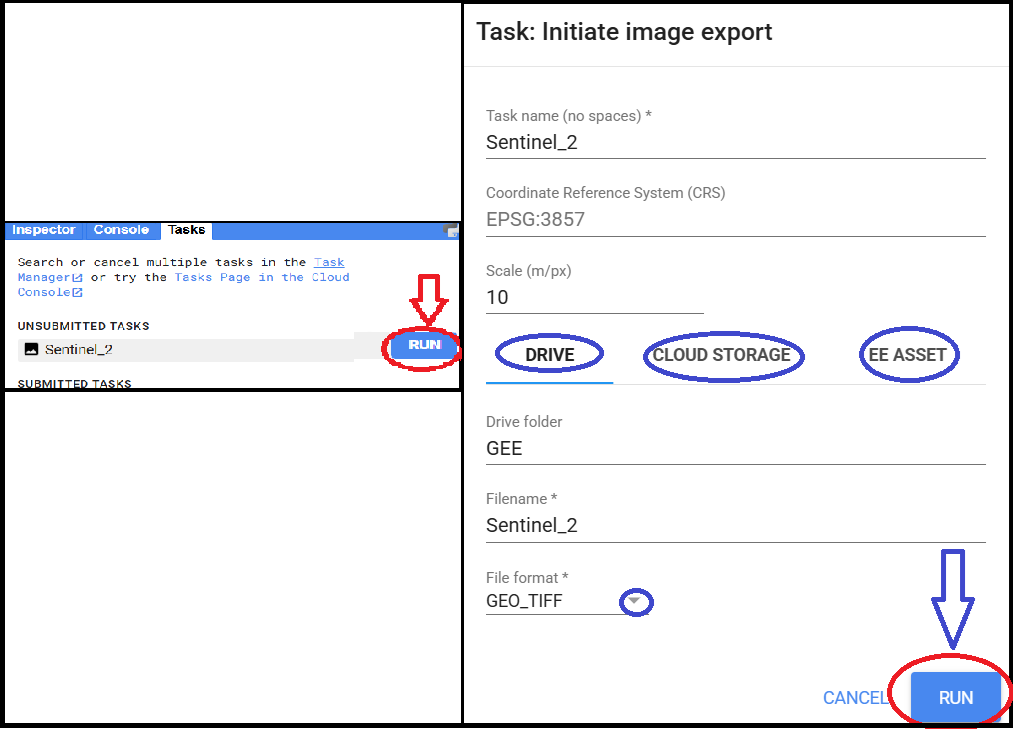 Inspector Console Tasks
Search or cancel multiple tasks in the Task
Manager or try the Tasks Page in the Cloud
Console
UNSUBMITTED TASKS
Sentinel_2 RUN
SUBMITTED TASKS
Task: Initiate image export
Task name (no spaces) *
Sentinel_2
Coordinate Reference System (CRS)
EPSG:3857
Scale (m/px)
10
DRIVE CLOUD STORAGE EE ASSET
Drive folder
GEE
Filename *
Sentinel_2
File format *
GEO_TIFF
CANCEL RUN